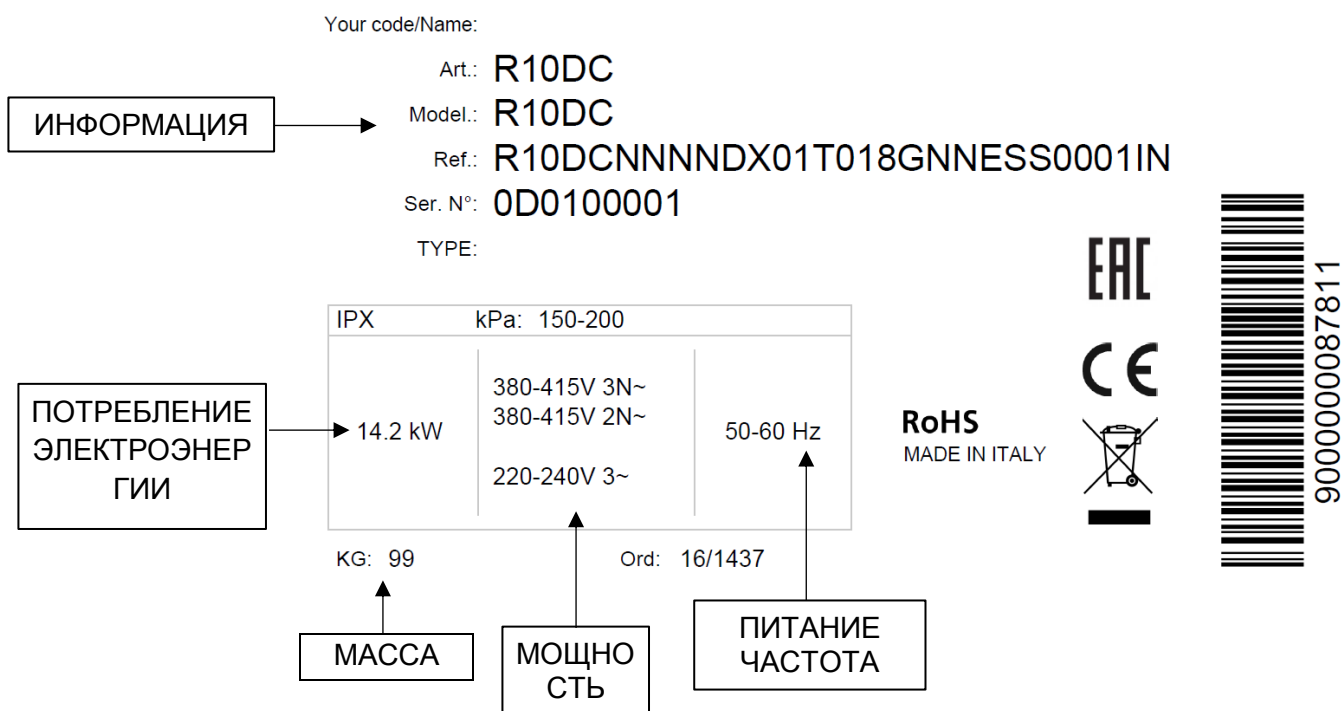 Your code/Name:
Art.: R10DC
ИНФОРМАЦИЯ
Model.: R10DC
Ref.: R10DCNNNNDX01T018GNNESS0001IN
Ser. N°: 0D0100001
TYPE:
EAC
IPX kPa: 150-200
CE
ПОТРЕБЛЕНИЕ
ЭЛЕКТРОЭНЕР
ГИИ
14.2 kW
380-415V 3N~
380-415V 2N~
220-240V 3~
50-60 Hz
RoHS
MADE IN ITALY
9000000087811
KG: 99
Ord: 16/1437
МАССА
МОЩНО
СТЬ
ПИТАНИЕ
ЧАСТОТА